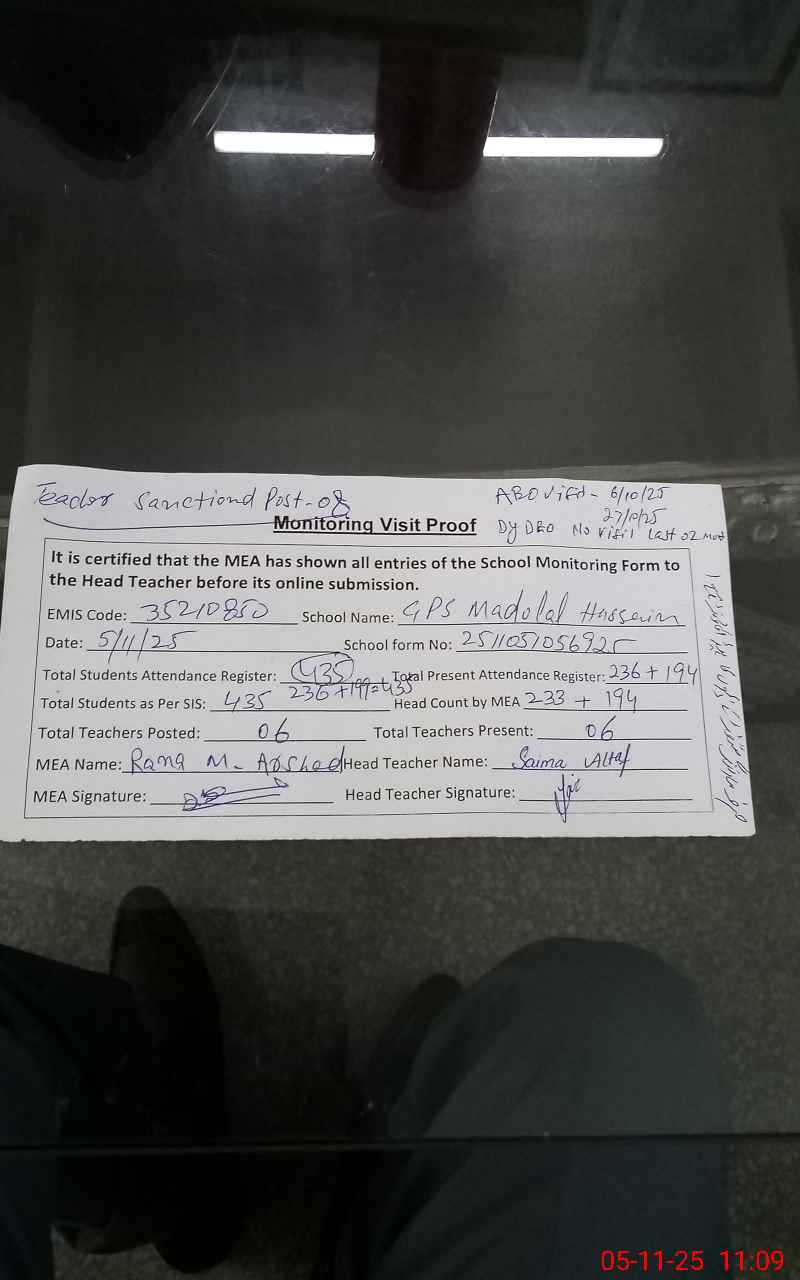 Teacher Sanctiond Post-08
AEO Visit - 6/10/25
27/10/25
Dy DEO No Visit Last 02 Mon
Monitoring Visit Proof
It is certified that the MEA has shown all entries of the School Monitoring Form to
the Head Teacher before its online submission.
EMIS Code: 35210850 School Name: GPS Madolal Hussain
Date: 5/11/25 School form No: 2511051056925
Total Students Attendance Register: 435 Total Present Attendance Register: 236 + 194
236 + 199 = 435
Total Students as Per SIS: 435 Head Count by MEA 233 + 194
Total Teachers Posted: 06 Total Teachers Present: 06
MEA Name: Rana M. Arshed Head Teacher Name: Saima Altaf
MEA Signature: Head Teacher Signature:
05-11-25 11:09